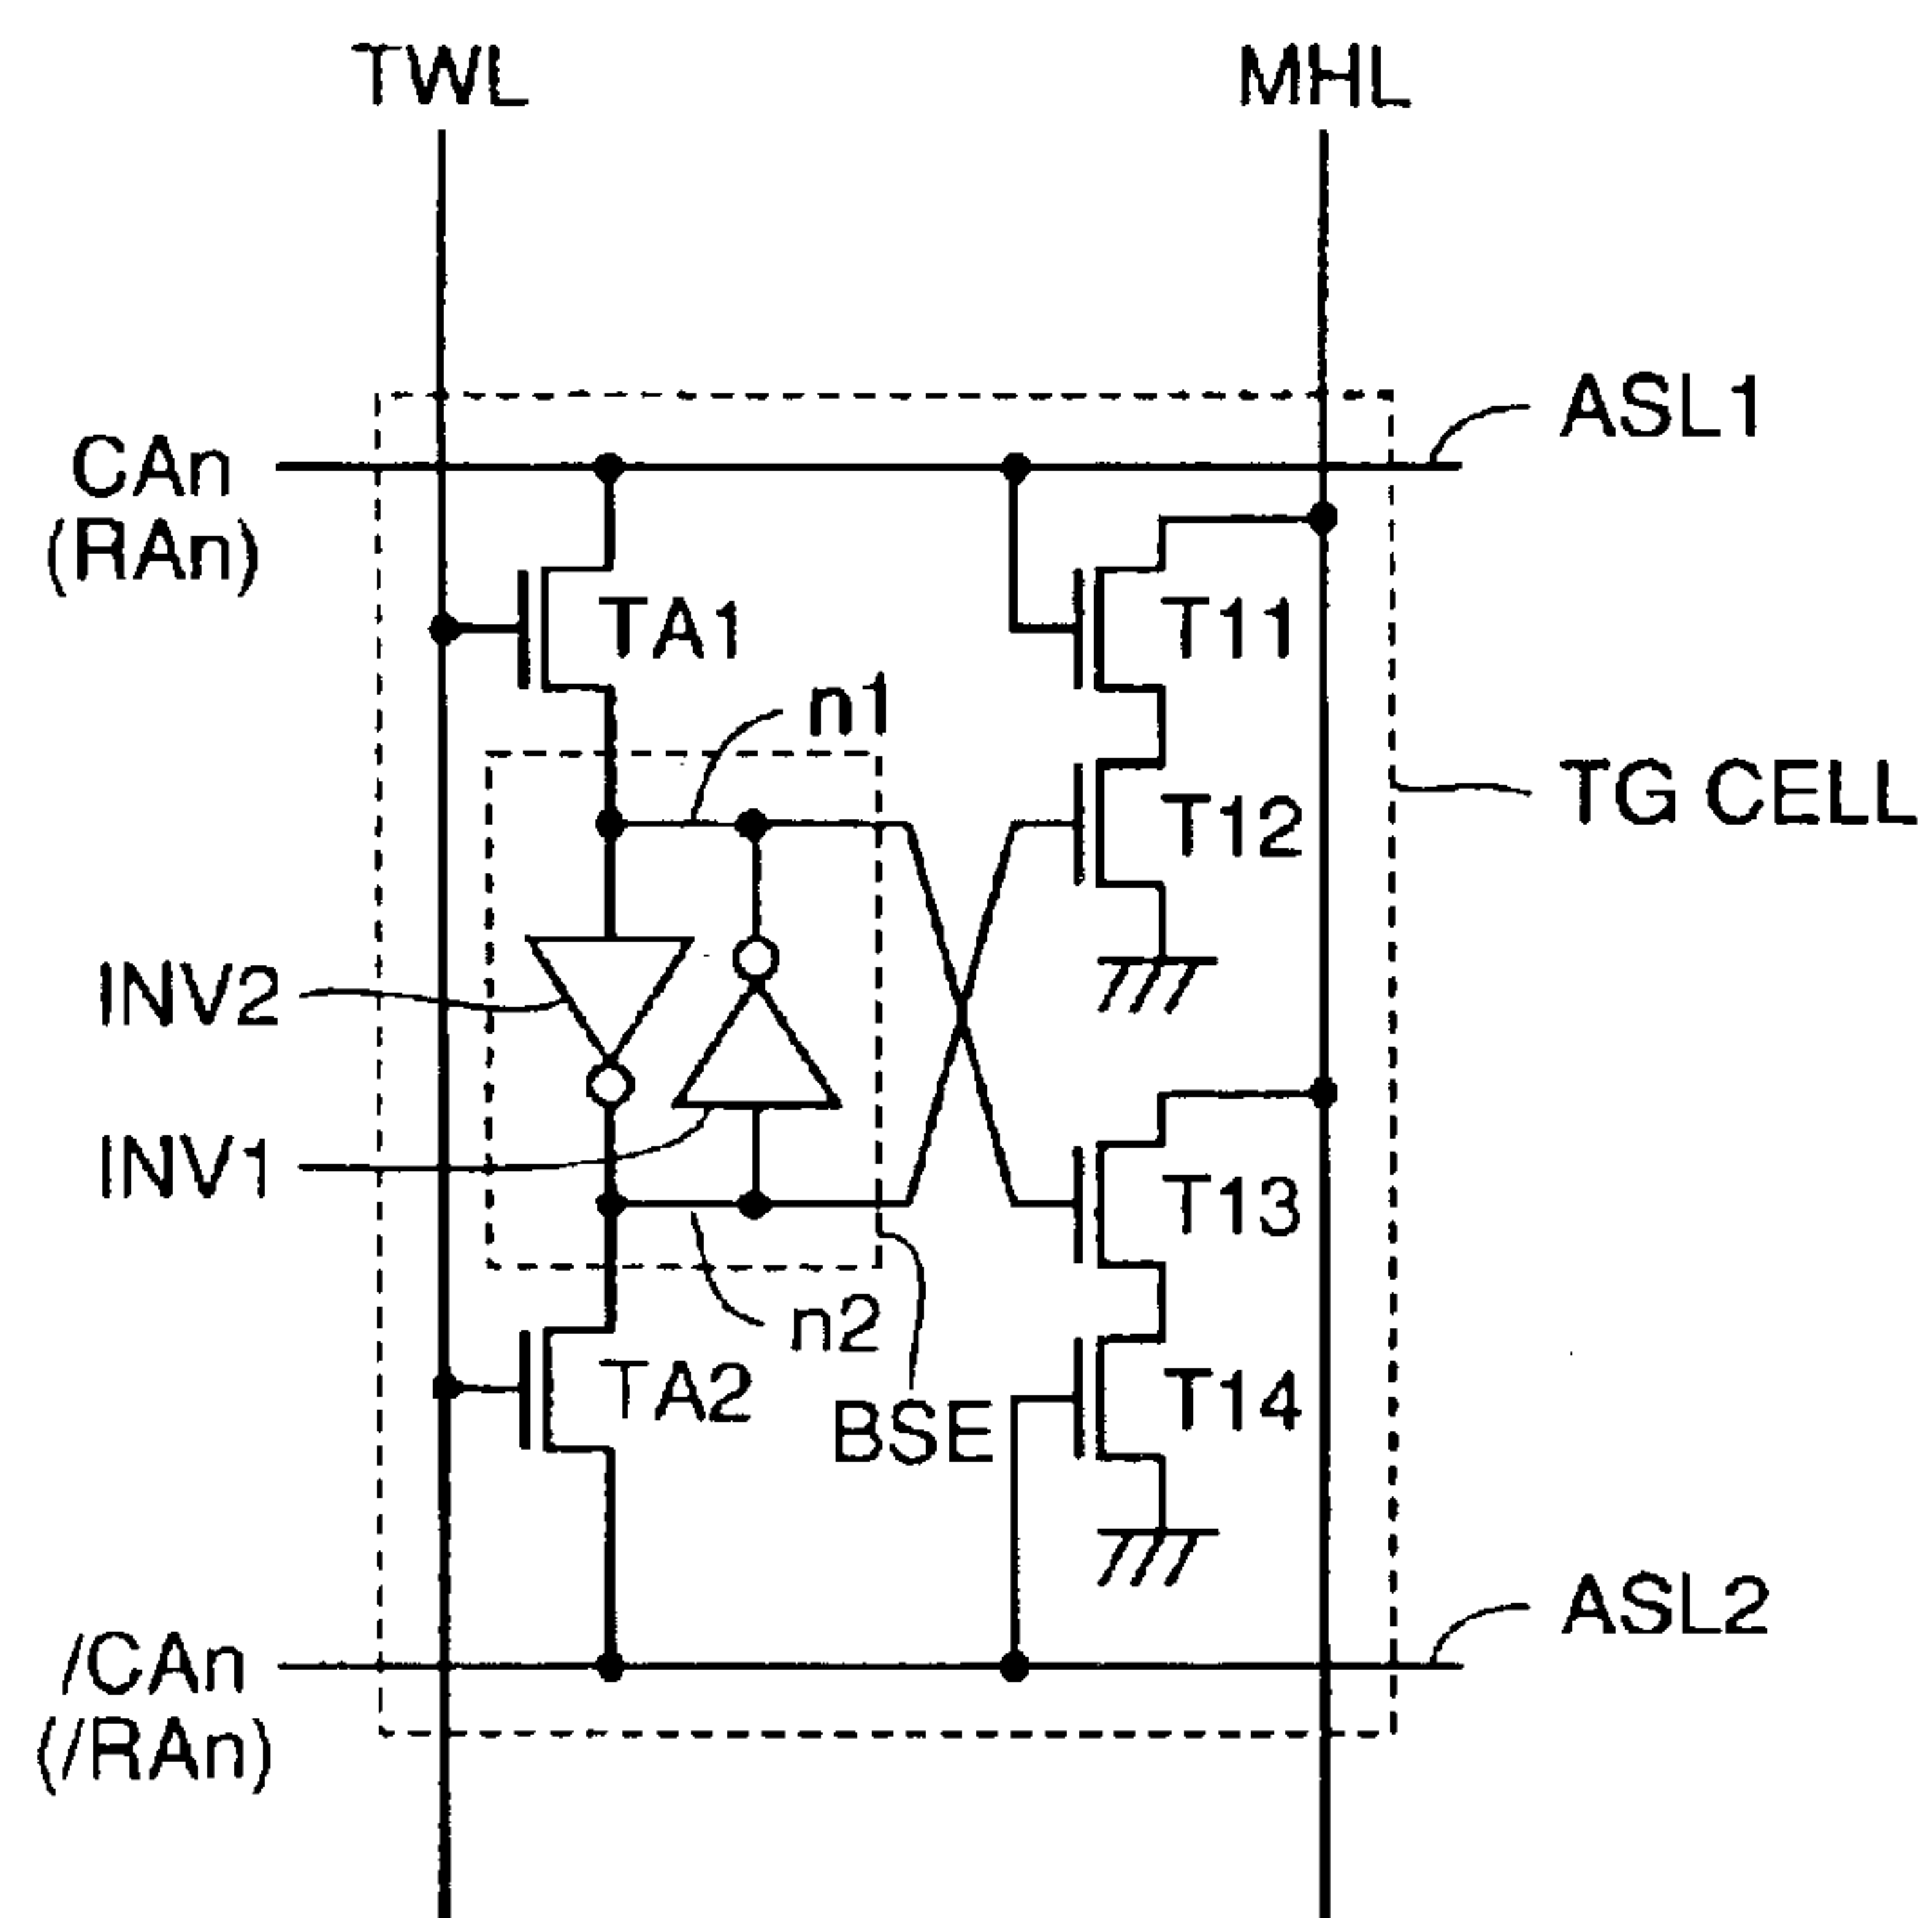 TWL
MHL
ASL1
CAn
(RAn)
TA1
T11
n1
TG CELL
T12
INV2
INV1
T13
n2
TA2
T14
BSE
ASL2
/CAn
(/RAn)